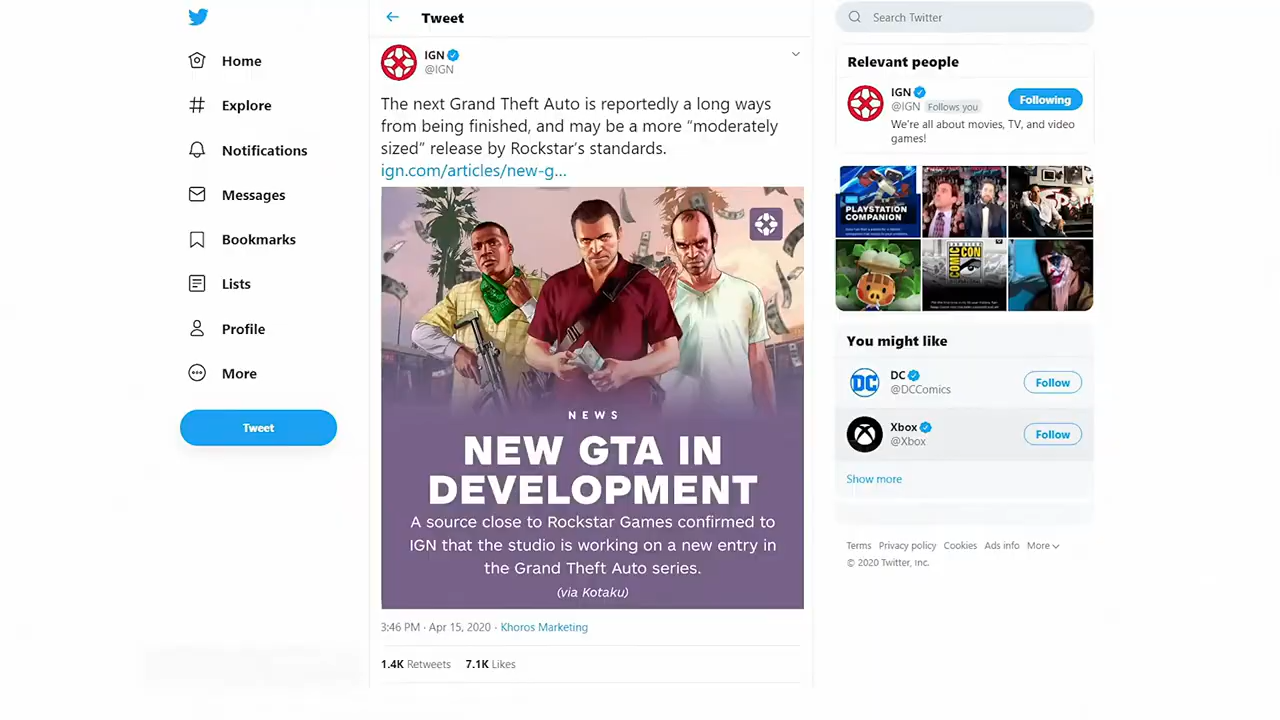 Home
Explore
Notifications
Messages
Bookmarks
Lists
Profile
More
Tweet
Tweet
IGN
@IGN
The next Grand Theft Auto is reportedly a long ways
from being finished, and may be a more “moderately
sized” release by Rockstar’s standards.
ign.com/articles/new-g...
NEWS
NEW GTA IN
DEVELOPMENT
A source close to Rockstar Games confirmed to
IGN that the studio is working on a new entry in
the Grand Theft Auto series.
(via Kotaku)
3:46 PM · Apr 15, 2020 · Khoros Marketing
1.4K Retweets 7.1K Likes
Search Twitter
Relevant people
IGN
@IGN Follows you
Following
We're all about movies, TV, and video
games!
PLAYSTATION
COMPANION
COMIC
CON
You might like
DC
DC
@DCComics
Follow
Xbox
@Xbox
Follow
Show more
Terms Privacy policy Cookies Ads info More
© 2020 Twitter, Inc.